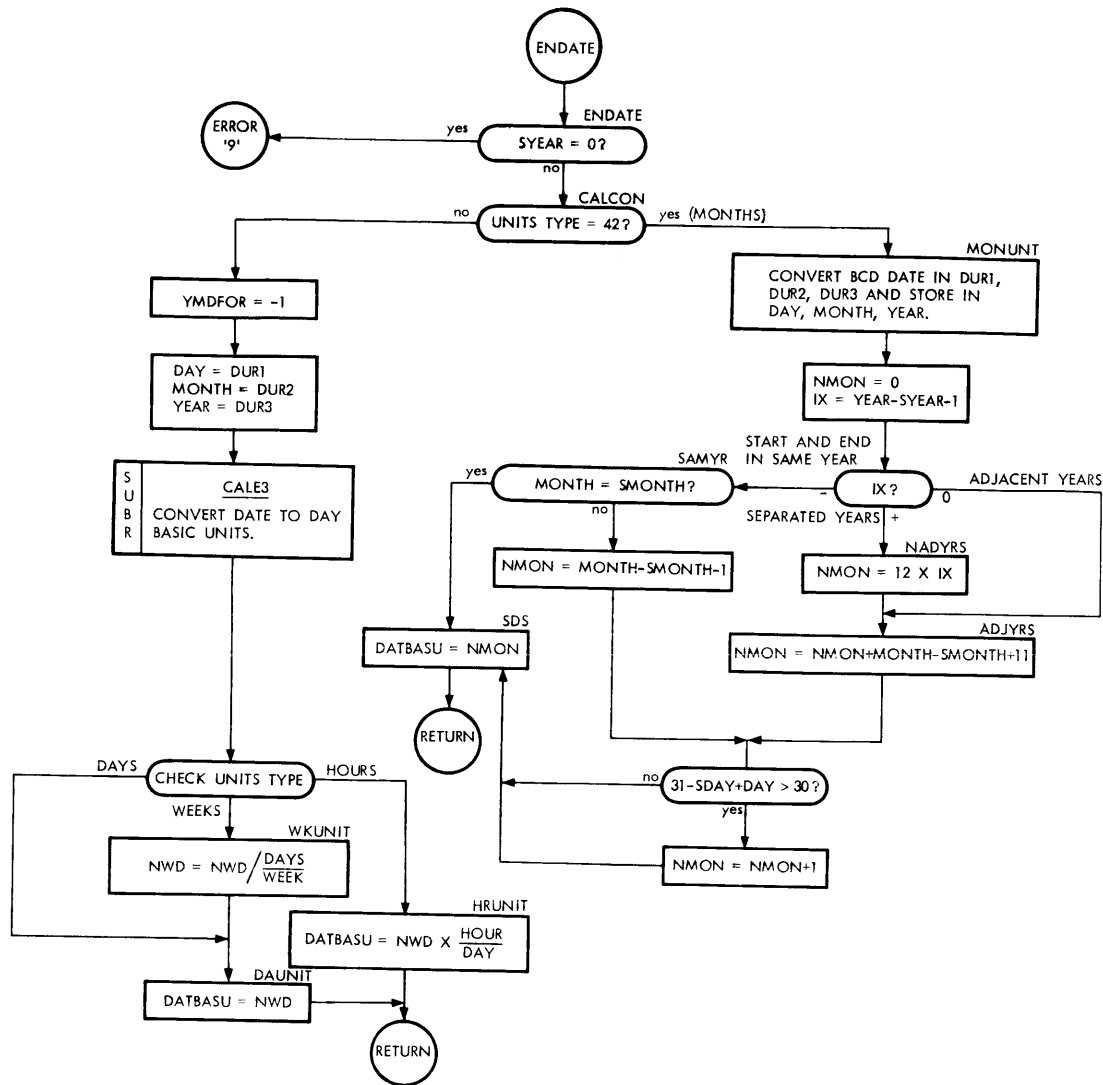 ENDATE
ENDATE
ERROR
'9'
yes
SYEAR = 0?
no
CALCON
no
UNITS TYPE = 42?
yes (MONTHS)
MONUNT
CONVERT BCD DATE IN DUR1,
DUR2, DUR3 AND STORE IN
DAY, MONTH, YEAR.
YMDFOR = -1
DAY = DUR1
MONTH = DUR2
YEAR = DUR3
NMON = 0
IX = YEAR-SYEAR-1
START AND END
IN SAME YEAR
SAMYR
yes
MONTH = SMONTH?
-
IX?
0
ADJACENT YEARS
SUBR
CALE3
CONVERT DATE TO DAY
BASIC UNITS.
no
SEPARATED YEARS +
NADYRS
NMON = MONTH-SMONTH-1
NMON = 12 X IX
SDS
DATBASU = NMON
ADJYRS
NMON = NMON+MONTH-SMONTH+11
RETURN
DAYS
CHECK UNITS TYPE
HOURS
no
31-SDAY+DAY > 30?
WEEKS
yes
WKUNIT
NWD = NWD/DAYS
WEEK
NMON = NMON+1
HRUNIT
DATBASU = NWD X HOUR
DAY
DAUNIT
DATBASU = NWD
RETURN